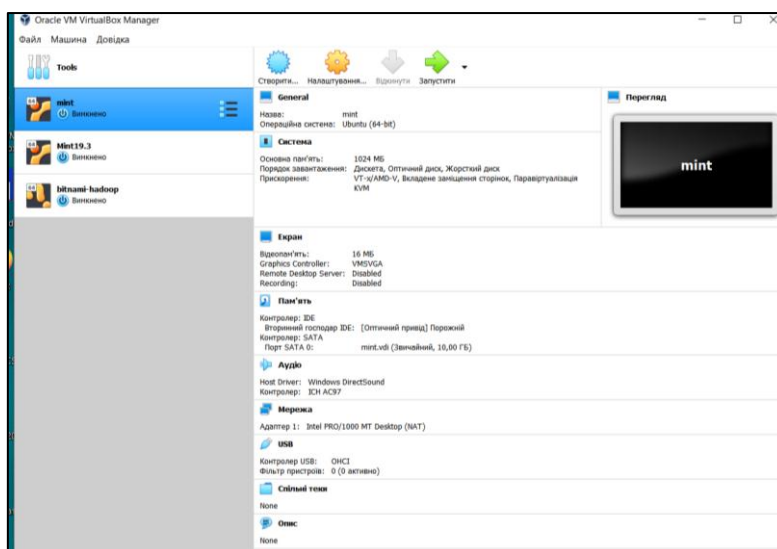 Oracle VM VirtualBox Manager
Файл Машина Довідка
Tools
mint
Вимкнено
Mint19.3
Вимкнено
bitnami-hadoop
Вимкнено
Створити... Налаштування... Відкинути Запустити
General
Назва: mint
Операційна система: Ubuntu (64-bit)
Система
Основна пам'ять: 1024 МБ
Порядок завантаження: Дискета, Оптичний диск, Жорсткий диск
Прискорення: VT-x/AMD-V, Вкладене заміщення сторінок, Паравіртуалізація
KVM
Перегляд
mint
Екран
Відеопам'ять: 16 МБ
Graphics Controller: VMSVGA
Remote Desktop Server: Disabled
Recording: Disabled
Пам'ять
Контролер: IDE
Вторинний господар IDE: [Оптичний привід] Порожній
Контролер: SATA
Порт SATA 0: mint.vdi (Звичайний, 10,00 ГБ)
Аудіо
Host Driver: Windows DirectSound
Контролер: ICH AC97
Мережа
Адаптер 1: Intel PRO/1000 MT Desktop (NAT)
USB
Контролер USB: OHCI
Фільтр пристроїв: 0 (0 активно)
Спільні теки
None
Опис
None